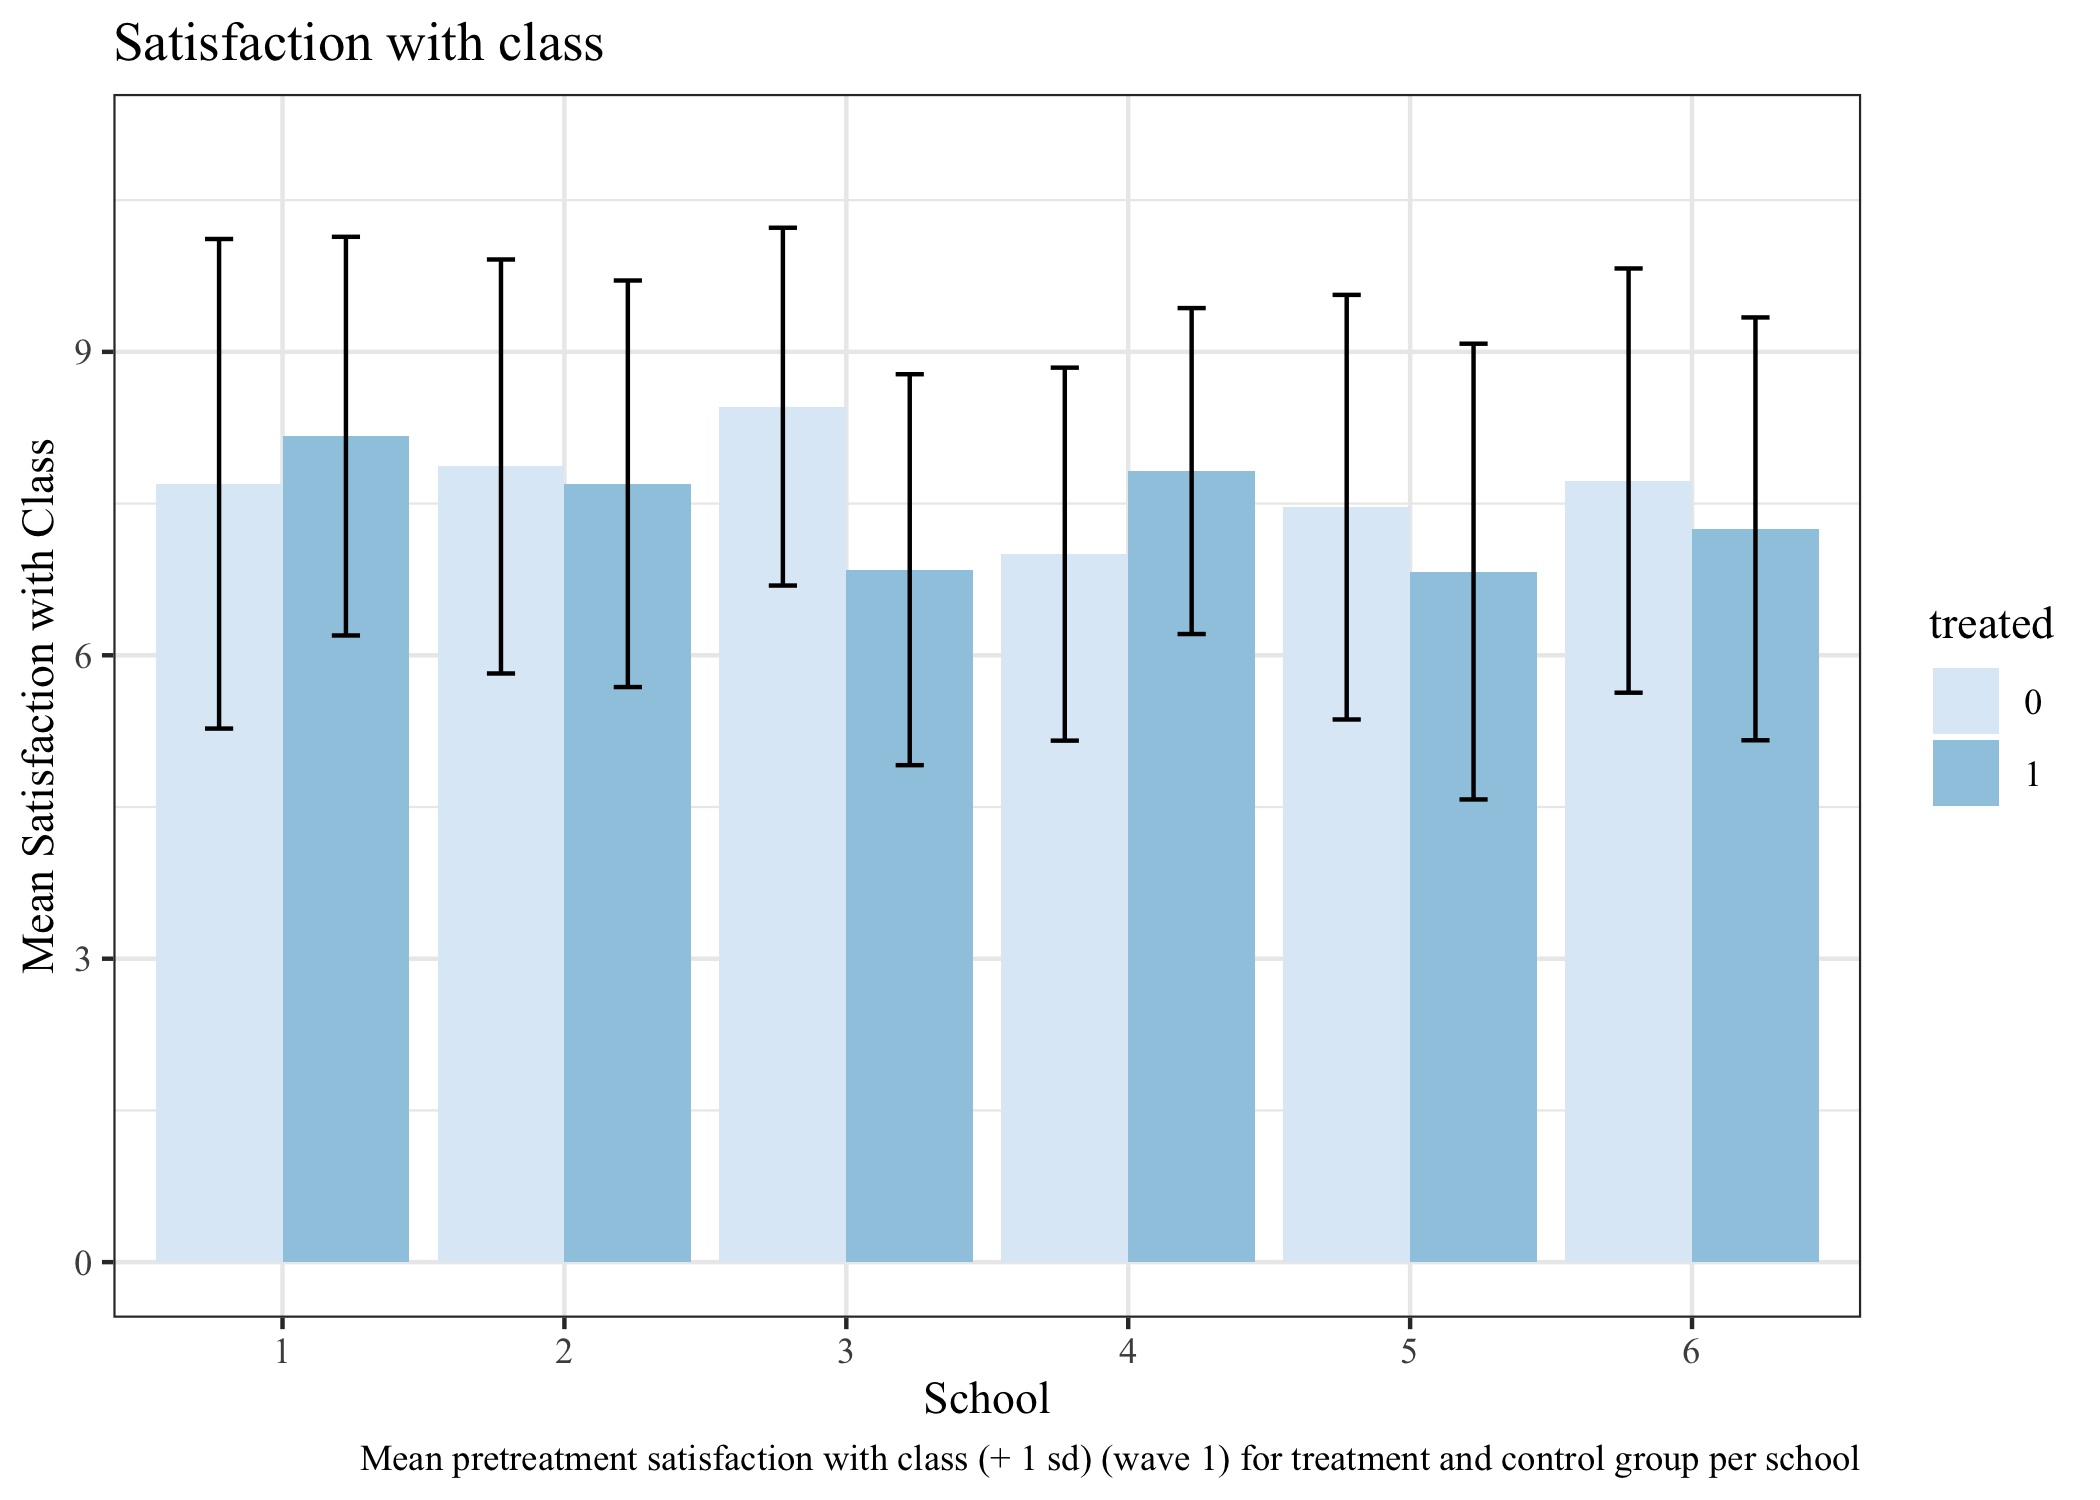 Satisfaction with class
Mean Satisfaction with Class
9
6
3
0
1
2
3
4
5
6
School
treated
0
1
Mean pretreatment satisfaction with class (+ 1 sd) (wave 1) for treatment and control group per school